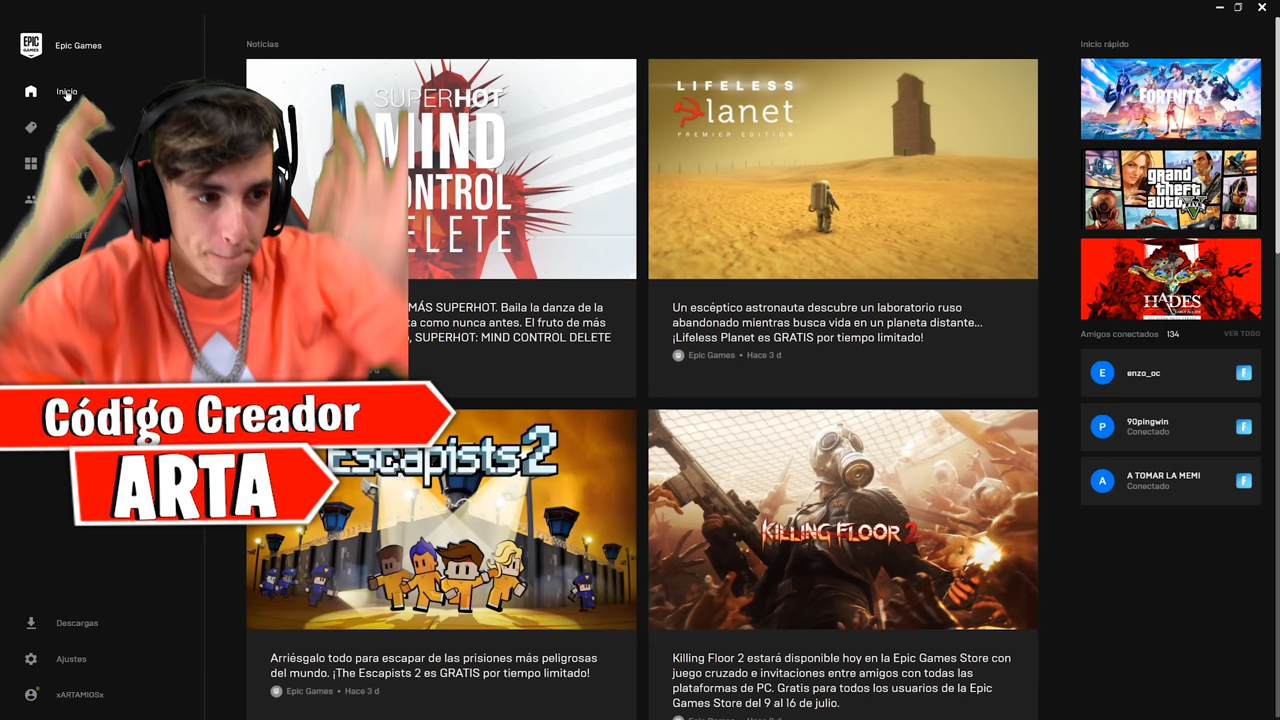 EPIC
GAMES
Epic Games
Inicio
Descargas
Ajustes
xARTAMIOSx
Código Creador
ARTA
Noticias
SUPERHOT
MIND
CONTROL
DELETE
MÁS SUPERHOT. Baila la danza de la
como nunca antes. El fruto de más
SUPERHOT: MIND CONTROL DELETE
LIFELESS
Planet
PREMIER EDITION
Un escéptico astronauta descubre un laboratorio ruso
abandonado mientras busca vida en un planeta distante...
¡Lifeless Planet es GRATIS por tiempo limitado!
Epic Games • Hace 3 d
Escapists 2
Arriésgalo todo para escapar de las prisiones más peligrosas
del mundo. ¡The Escapists 2 es GRATIS por tiempo limitado!
Epic Games • Hace 3 d
KILLING FLOOR 2
Killing Floor 2 estará disponible hoy en la Epic Games Store con
juego cruzado e invitaciones entre amigos con todas las
plataformas de PC. Gratis para todos los usuarios de la Epic
Games Store del 9 al 16 de julio.
Inicio rápido
FORTNITE
grand
theft
auto V
HADES
Amigos conectados 134 VER TODO
E enzo_oc
P 90pingwin
Conectado
A A TOMAR LA MEMI
Conectado